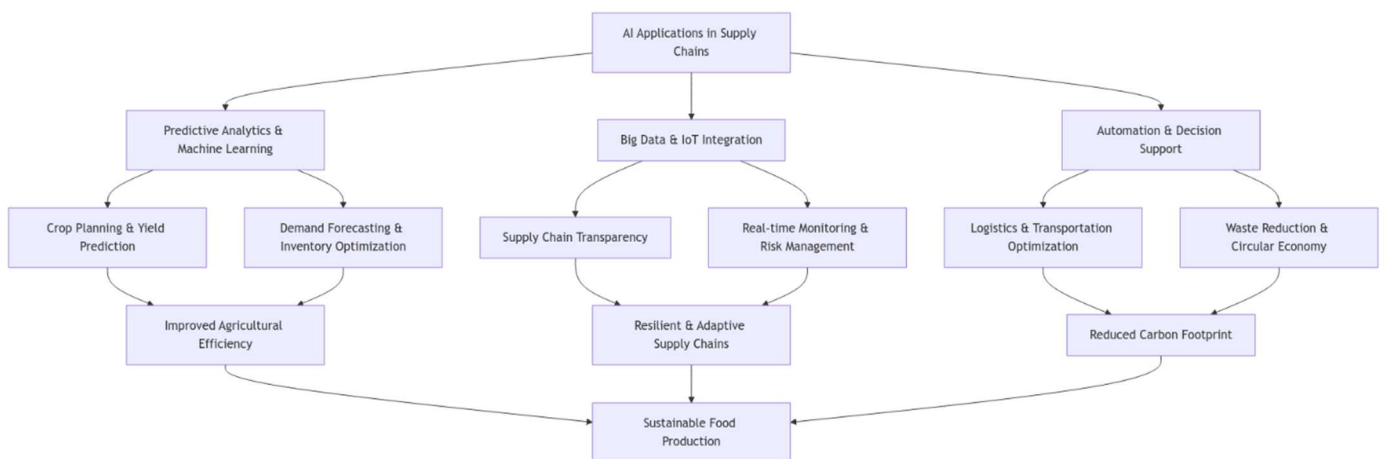 AI Applications in Supply
Chains
Predictive Analytics &
Machine Learning
Big Data & IoT Integration
Automation & Decision
Support
Crop Planning & Yield
Prediction
Demand Forecasting &
Inventory Optimization
Supply Chain Transparency
Real-time Monitoring &
Risk Management
Logistics & Transportation
Optimization
Waste Reduction &
Circular Economy
Improved Agricultural
Efficiency
Resilient & Adaptive
Supply Chains
Reduced Carbon Footprint
Sustainable Food
Production